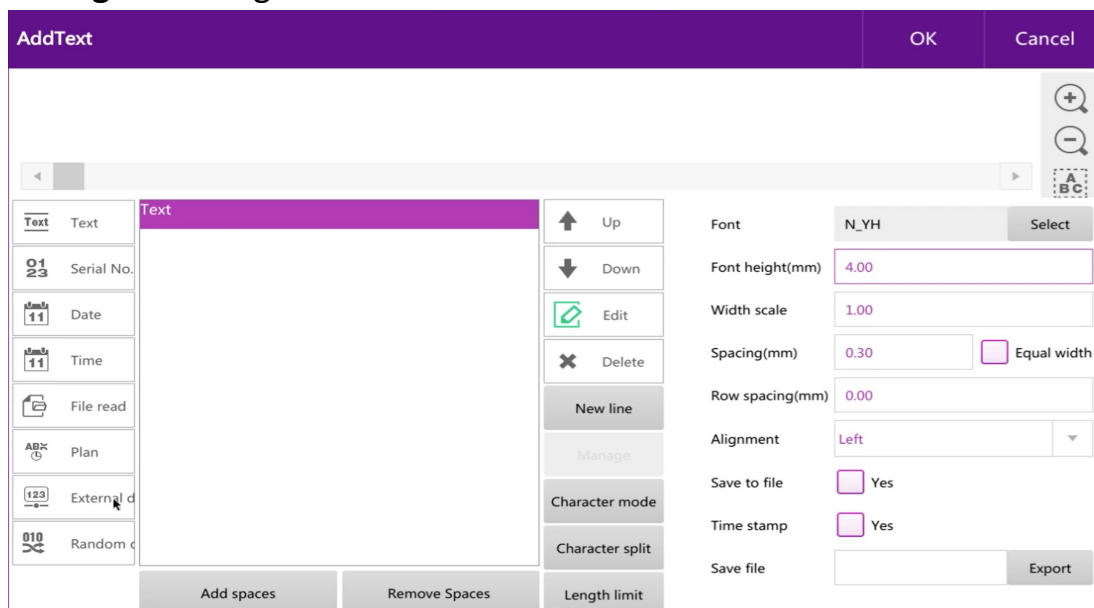 AddText OK Cancel
A
B C
Text Text
Text
Up
Font N_YH Select
01
23 Serial No.
Down
Font height(mm) 4.00
11 Date
Edit
Width scale 1.00
11 Time
Delete
Spacing(mm) 0.30 Equal width
File read
New line
Row spacing(mm) 0.00
AB Plan
Manage
Alignment Left
123 External d
Character mode
Save to file Yes
Time stamp Yes
010 Random
Character split
Save file Export
Add spaces Remove Spaces Length limit